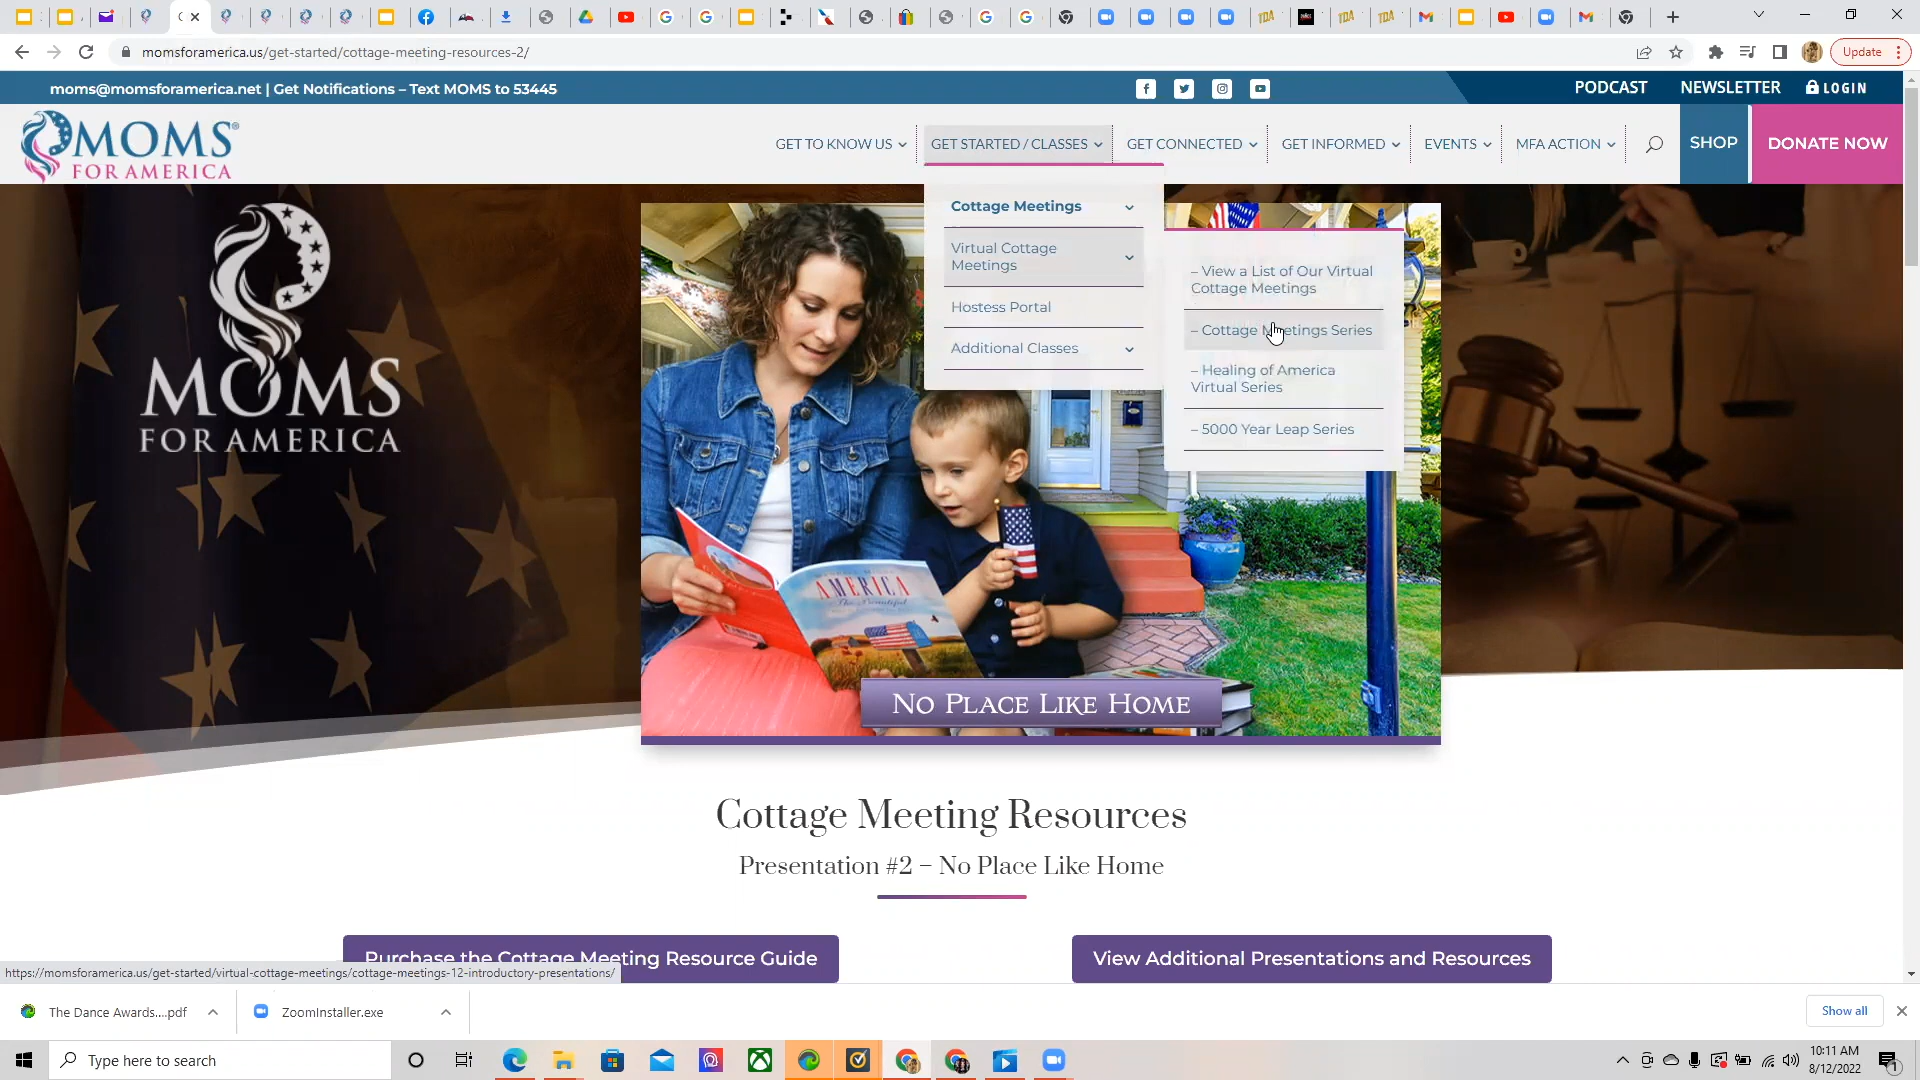 momsforamerica.us/get-started/cottage-meeting-resources-2/
Update
moms@momsforamerica.net | Get Notifications – Text MOMS to 53445
PODCAST
NEWSLETTER
LOGIN
MOMS®
FOR AMERICA
GET TO KNOW US
GET STARTED / CLASSES
GET CONNECTED
GET INFORMED
EVENTS
MFA ACTION
SHOP
DONATE NOW
Cottage Meetings
Virtual Cottage
Meetings
Hostess Portal
Additional Classes
– View a List of Our Virtual
Cottage Meetings
– Cottage Meetings Series
– Healing of America
Virtual Series
– 5000 Year Leap Series
MOMS
FOR AMERICA
AMERICA
The Beautiful
NO PLACE LIKE HOME
Cottage Meeting Resources
Presentation #2 – No Place Like Home
Purchase the Cottage Meeting Resource Guide
View Additional Presentations and Resources
https://momsforamerica.us/get-started/virtual-cottage-meetings/cottage-meetings-12-introductory-presentations/
The Dance Awards....pdf
ZoomInstaller.exe
Show all
Type here to search
10:11 AM
8/12/2022
1